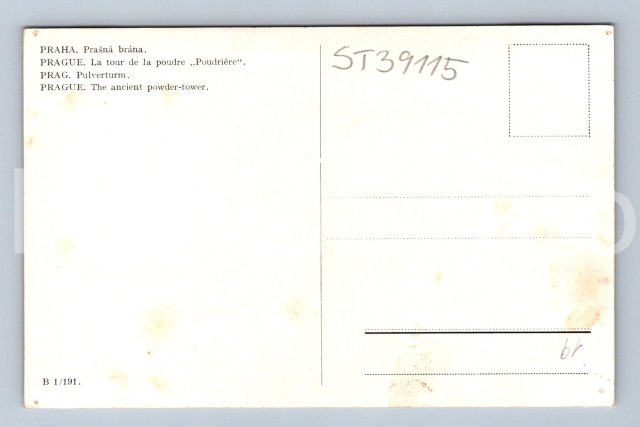 PRAHA. Prašná brána.
PRAGUE. La tour de la poudre „Poudrière“.
PRAG. Pulverturm.
PRAGUE. The ancient powder-tower.
ST39115
B 1/191.